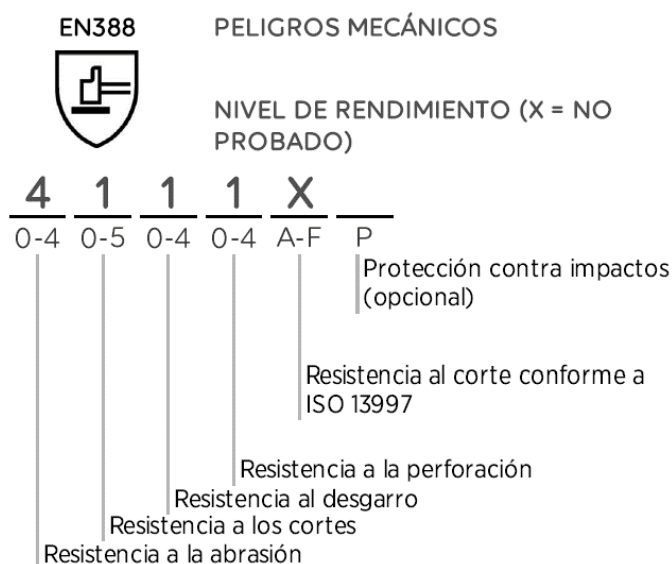 EN388
PELIGROS MECÁNICOS
NIVEL DE RENDIMIENTO (X = NO
PROBADO)
4 1 1 1 X
0-4 0-5 0-4 0-4 A-F P
Protección contra impactos
(opcional)
Resistencia al corte conforme a
ISO 13997
Resistencia a la perforación
Resistencia al desgarro
Resistencia a los cortes
Resistencia a la abrasión